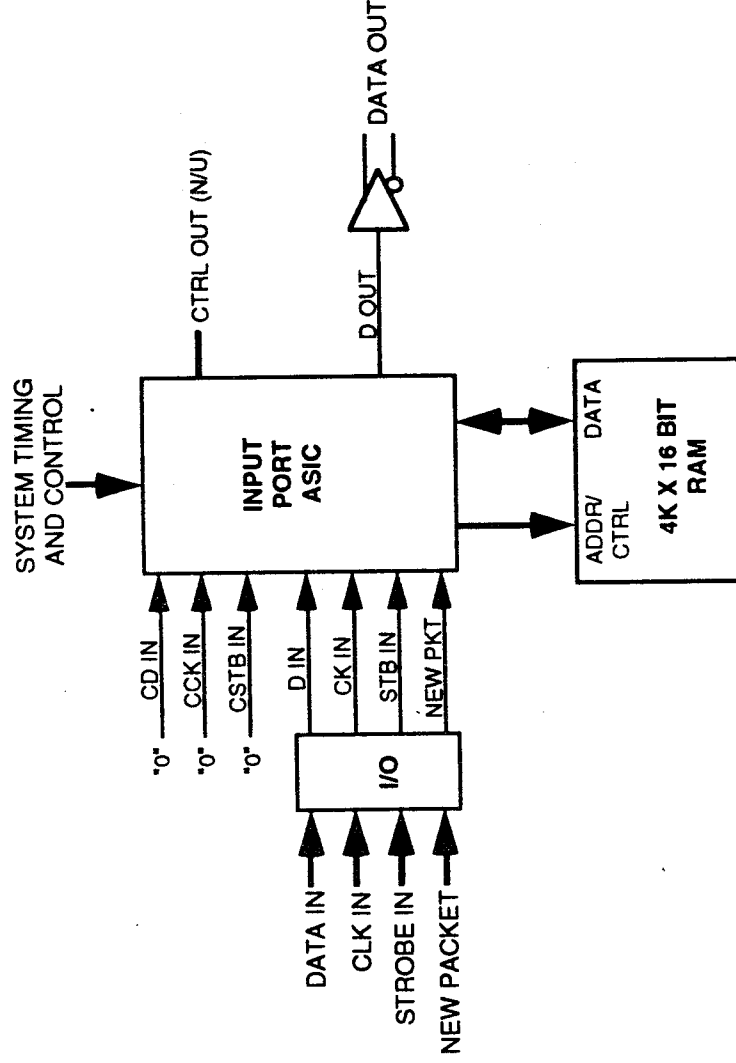 SYSTEM TIMING
AND CONTROL
CTRL OUT (N/U)
"0"
CD IN
"0"
CCK IN
"0"
CSTB IN
INPUT
PORT
ASIC
DATA IN
CLK IN
STROBE IN
NEW PACKET
I/O
D IN
CK IN
STB IN
NEW PKT
D OUT
DATA OUT
ADDR/
CTRL
DATA
4K X 16 BIT
RAM